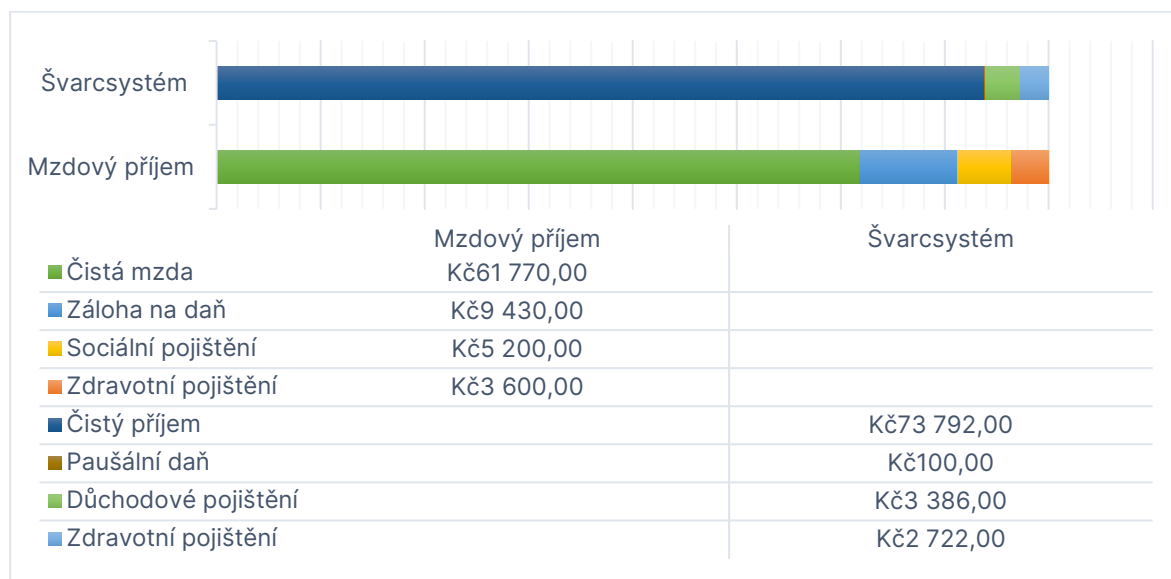 Švarcsystém
Mzdový příjem
Mzdový příjem Švarcsystém
Čistá mzda Kč61 770,00
Záloha na daň Kč9 430,00
Sociální pojištění Kč5 200,00
Zdravotní pojištění Kč3 600,00
Čistý příjem Kč73 792,00
Paušální daň Kč100,00
Důchodové pojištění Kč3 386,00
Zdravotní pojištění Kč2 722,00